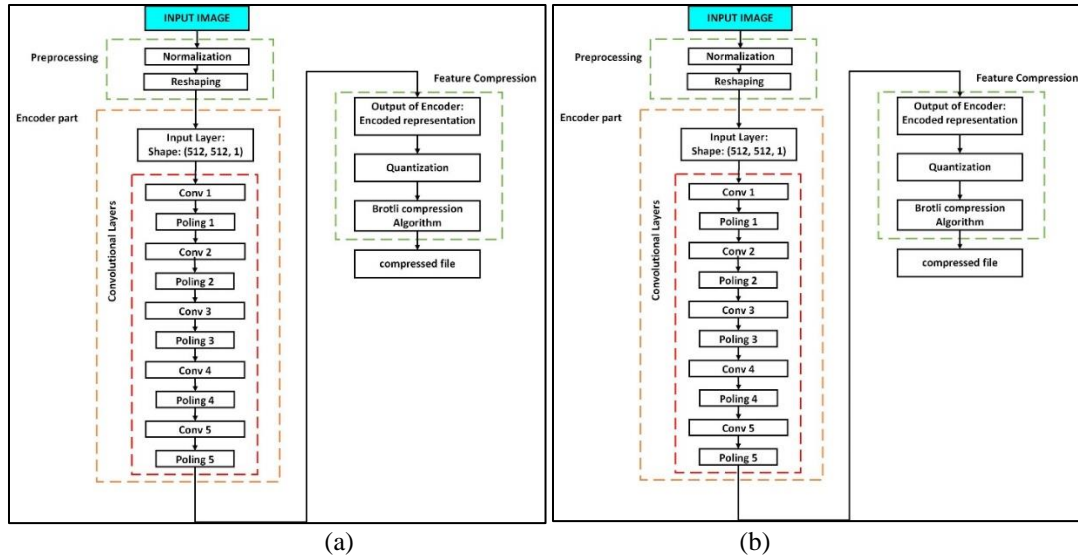 INPUT IMAGE
Preprocessing
Normalization
Reshaping
Encoder part
Input Layer:
Shape: (512, 512, 1)
Convolutional Layers
Conv 1
Poling 1
Conv 2
Poling 2
Conv 3
Poling 3
Conv 4
Poling 4
Conv 5
Poling 5
Feature Compression
Output of Encoder:
Encoded representation
Quantization
Brotli compression
Algorithm
compressed file
(a)
INPUT IMAGE
Preprocessing
Normalization
Reshaping
Encoder part
Input Layer:
Shape: (512, 512, 1)
Convolutional Layers
Conv 1
Poling 1
Conv 2
Poling 2
Conv 3
Poling 3
Conv 4
Poling 4
Conv 5
Poling 5
Feature Compression
Output of Encoder:
Encoded representation
Quantization
Brotli compression
Algorithm
compressed file
(b)